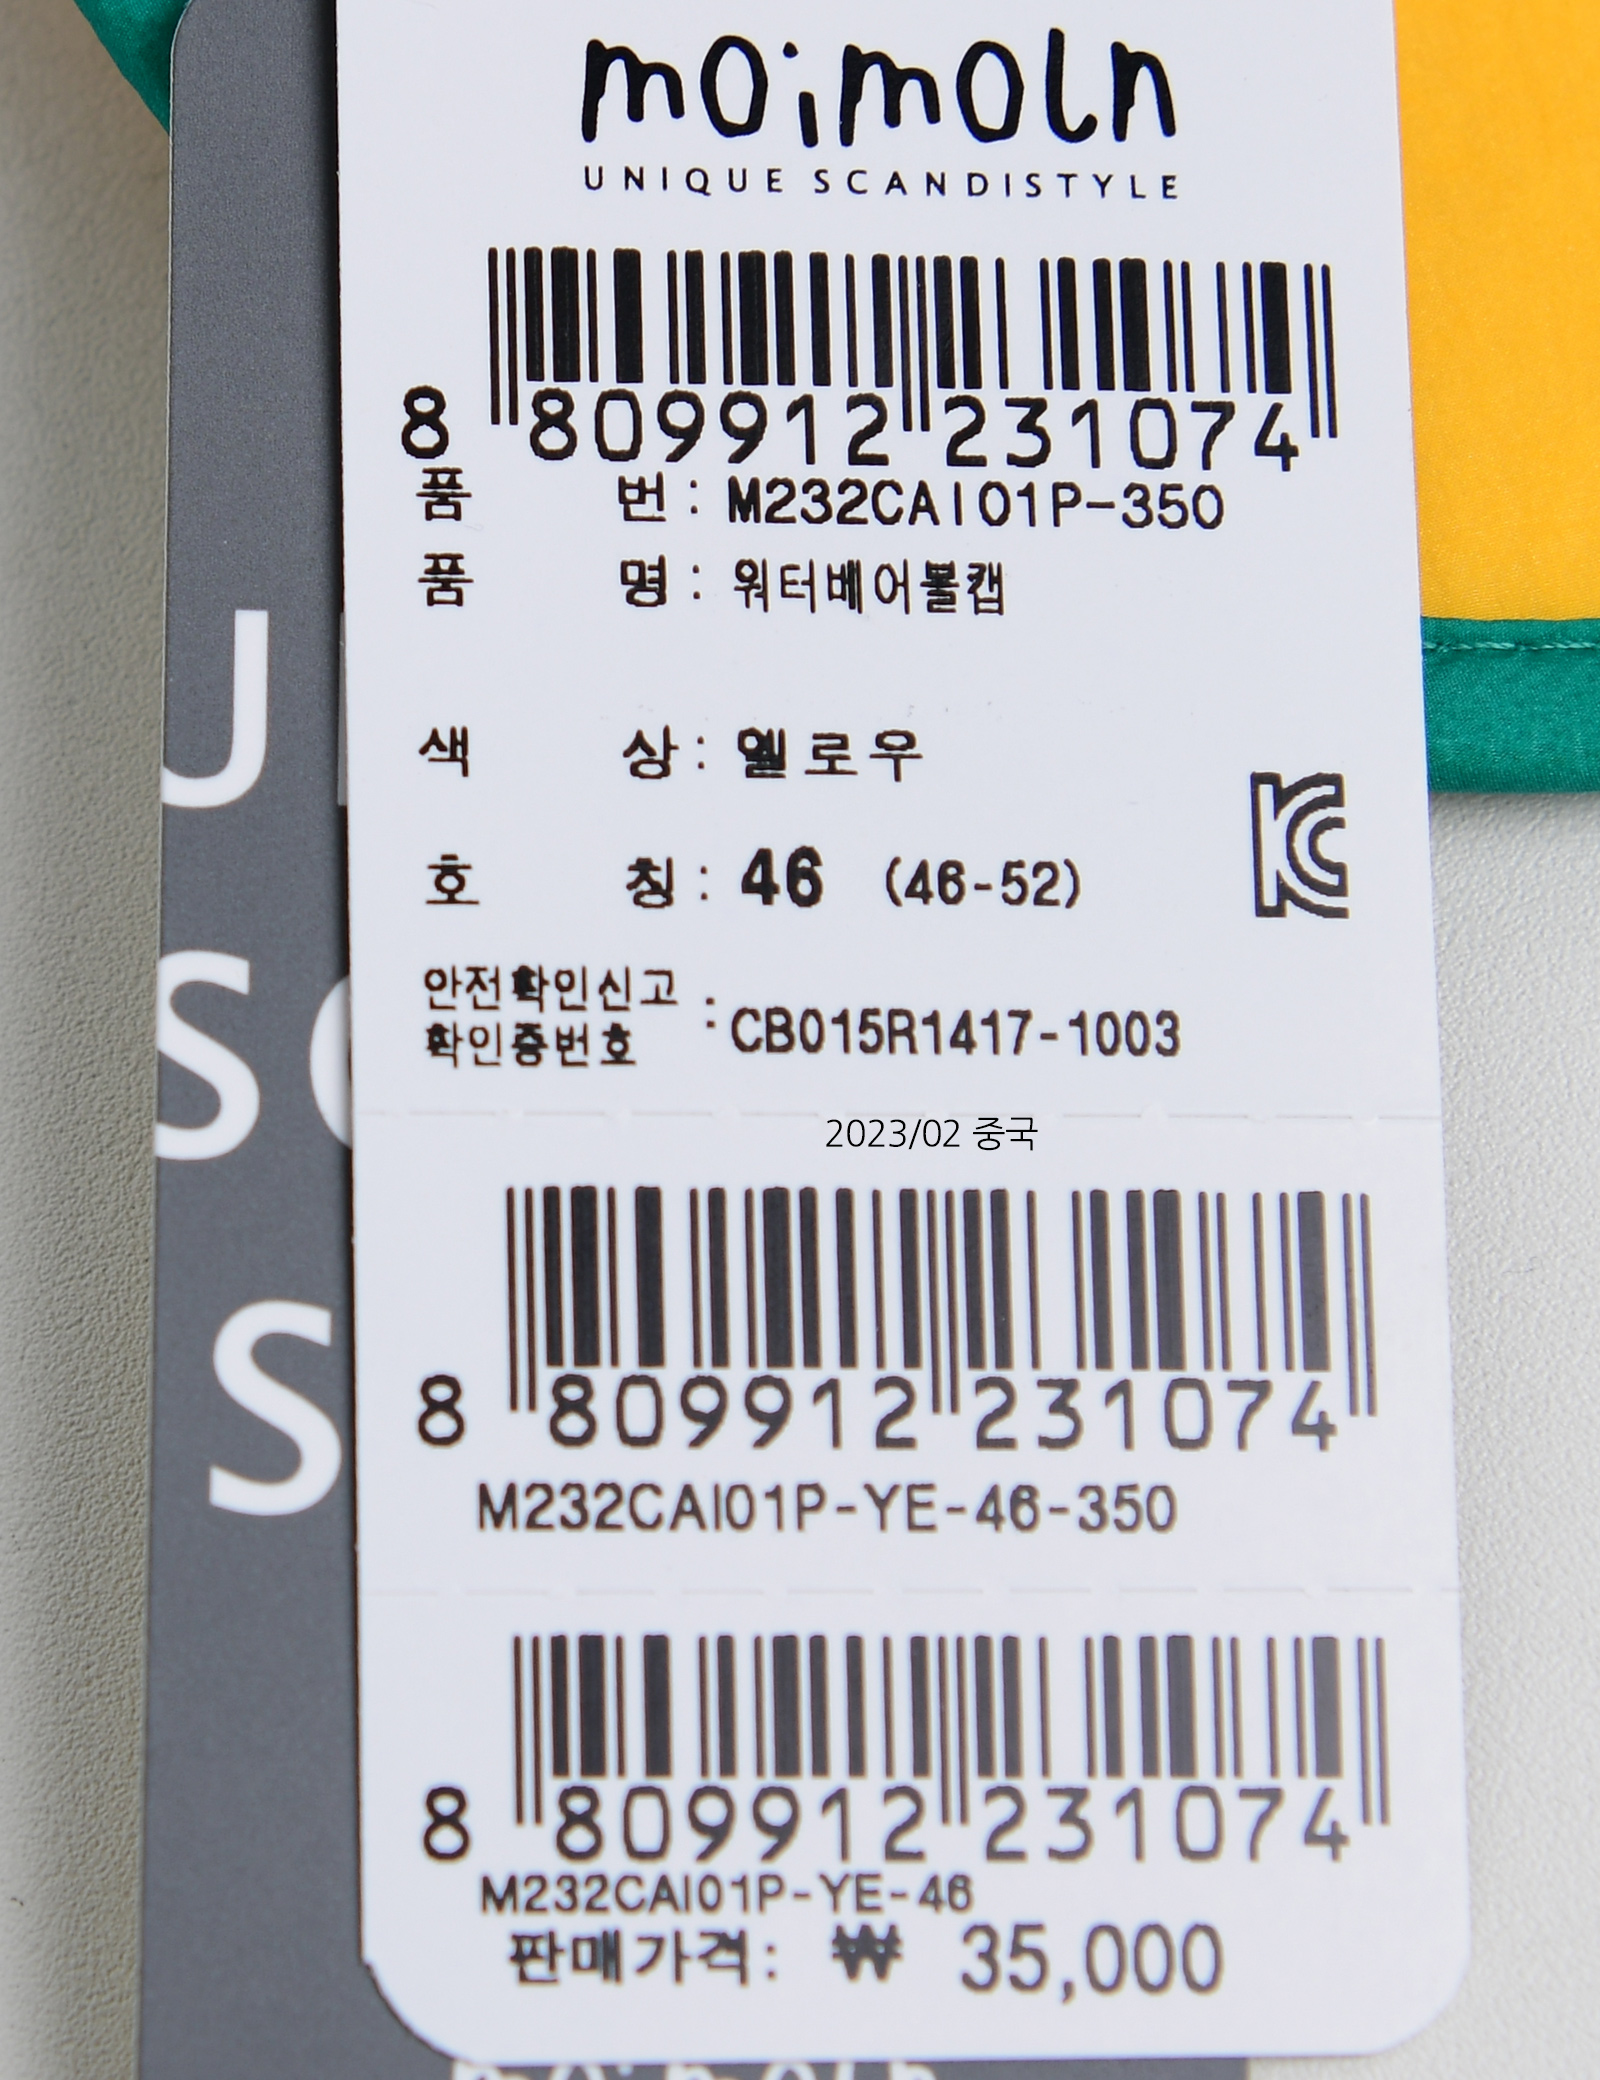 moimoln
UNIQUE SCANDISTYLE
8 809912 231074
품 번 : M232CAI01P-350
품 명 : 워터베어볼캡
색 상 : 옐로우
호 칭 : 46 (46-52)
KC
안전확인신고
확인증번호 : CB015R1417-1003
2023/02 중국
8 809912 231074
M232CAI01P-YE-46-350
8 809912 231074
M232CAI01P-YE-46
판매가격: ₩ 35,000
U
S
S
moimoln